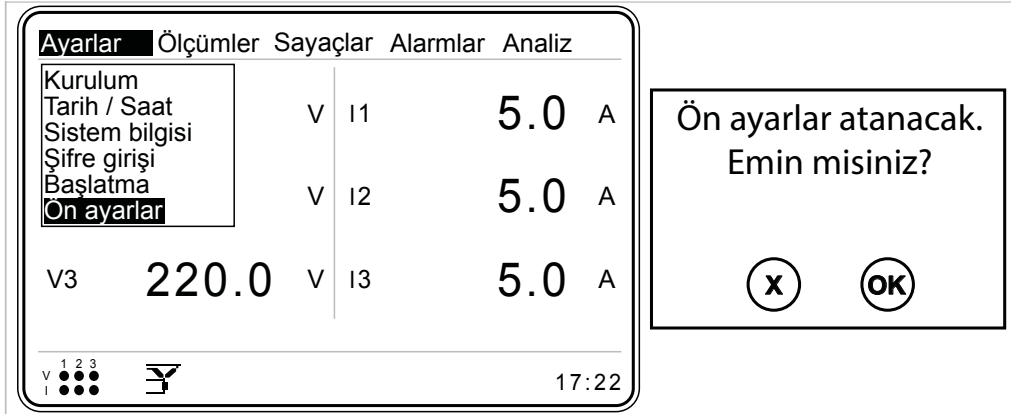 Ayarlar Ölçümler Sayaçlar Alarmlar Analiz
Kurulum
Tarih / Saat
Sistem bilgisi
Şifre girişi
Başlatma
Ön ayarlar
V I1 5.0 A
V I2 5.0 A
V3 220.0 V I3 5.0 A
1 2 3
V
I
17:22
Ön ayarlar atanacak.
Emin misiniz?
X OK